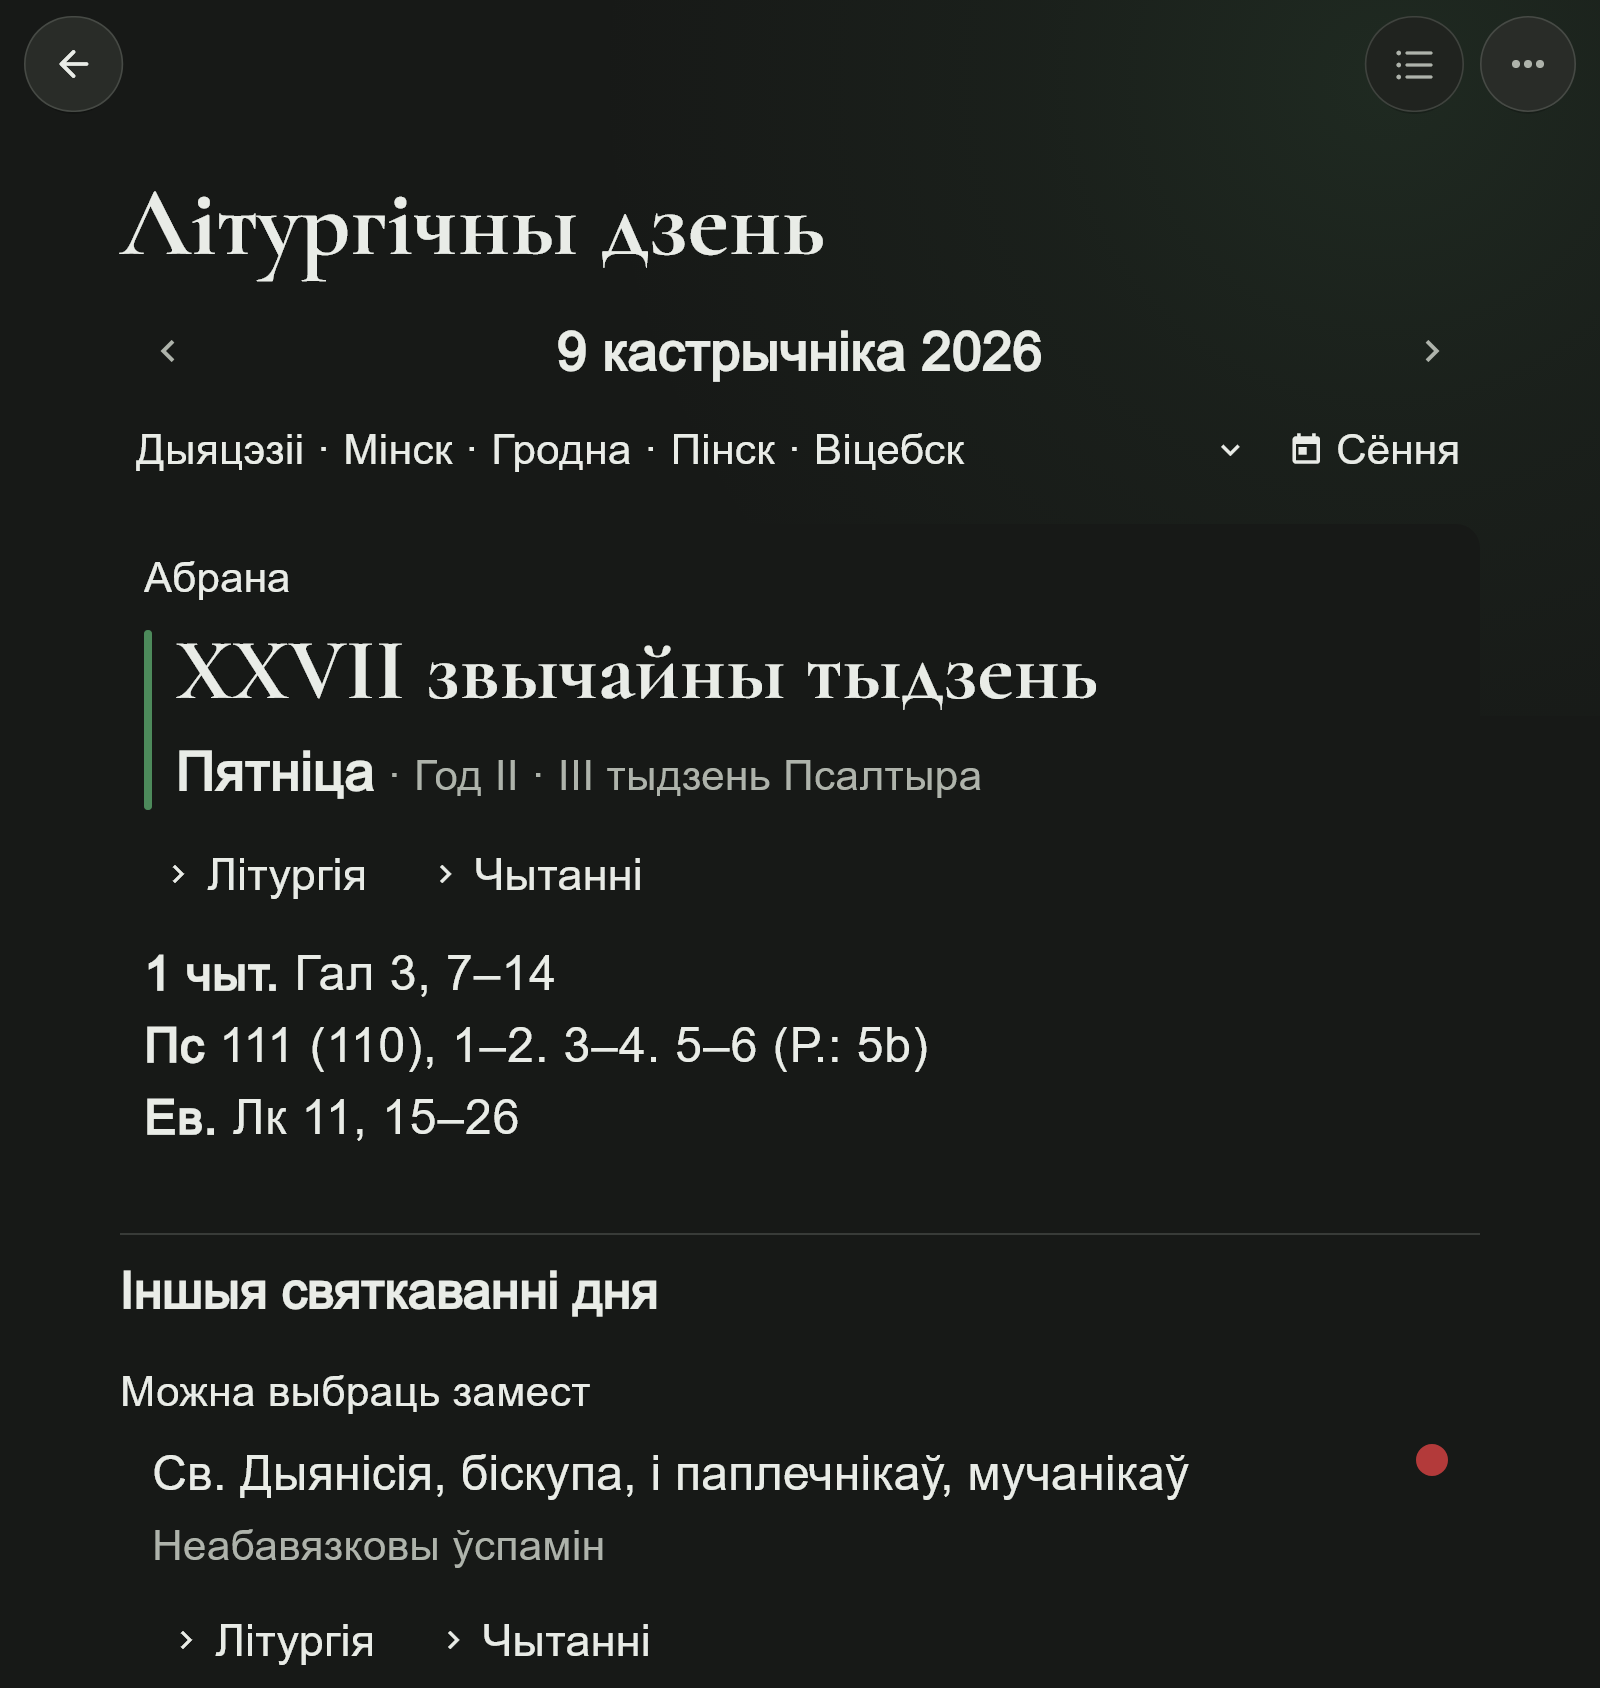 Літургічны дзень
9 кастрычніка 2026
Дыяцэзіі · Мінск · Гродна · Пінск · Віцебск
Сёння
Абрана
XXVII звычайны тыдзень
Пятніца · Год II · III тыдзень Псалтыра
Літургія Чытанні
1 чыт. Гал 3, 7–14
Пс 111 (110), 1–2. 3–4. 5–6 (Р.: 5b)
Ев. Лк 11, 15–26
Іншыя святкаванні дня
Можна выбраць замест
Св. Дыянісія, біскупа, і паплечнікаў, мучанікаў
Неабавязковы ўспамін
Літургія Чытанні